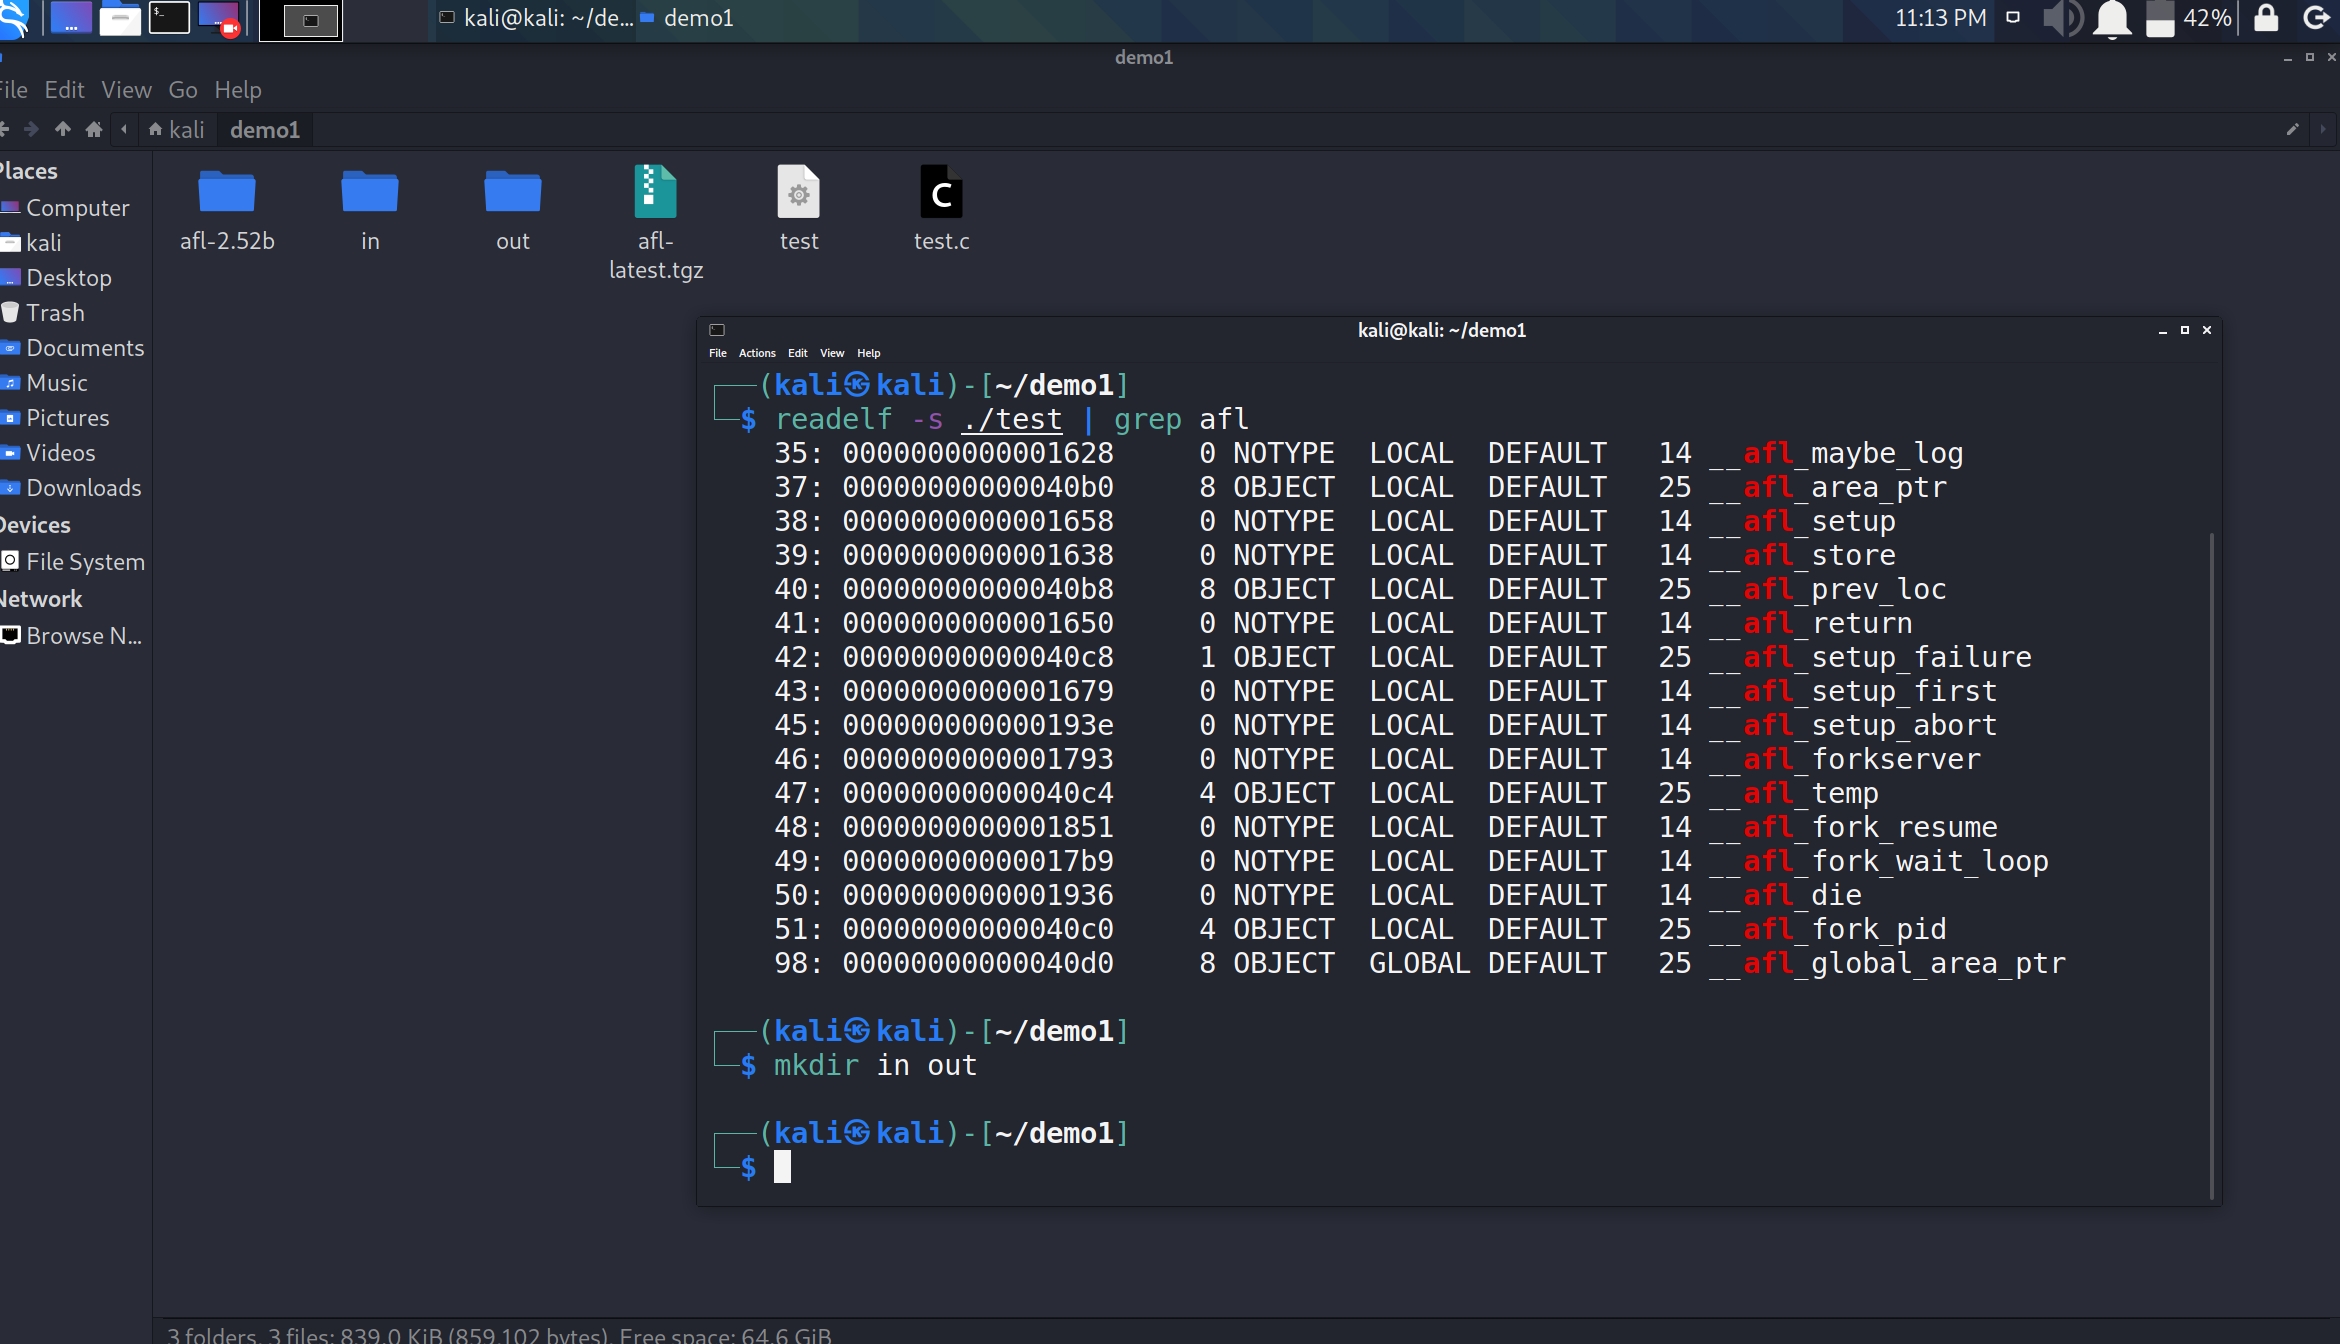 kali@kali: ~/de...
demo1
11:13 PM
42%
demo1
File Edit View Go Help
kali demo1
Places
Computer
kali
Desktop
Trash
Documents
Music
Pictures
Videos
Downloads
Devices
File System
Network
Browse N...
afl-2.52b
in
out
afl-
latest.tgz
test
test.c
kali@kali: ~/demo1
File Actions Edit View Help
(kali㉿kali)-[~/demo1]
$ readelf -s ./test | grep afl
35: 0000000000001628 0 NOTYPE LOCAL DEFAULT 14 __afl_maybe_log
37: 00000000000040b0 8 OBJECT LOCAL DEFAULT 25 __afl_area_ptr
38: 0000000000001658 0 NOTYPE LOCAL DEFAULT 14 __afl_setup
39: 0000000000001638 0 NOTYPE LOCAL DEFAULT 14 __afl_store
40: 00000000000040b8 8 OBJECT LOCAL DEFAULT 25 __afl_prev_loc
41: 0000000000001650 0 NOTYPE LOCAL DEFAULT 14 __afl_return
42: 00000000000040c8 1 OBJECT LOCAL DEFAULT 25 __afl_setup_failure
43: 0000000000001679 0 NOTYPE LOCAL DEFAULT 14 __afl_setup_first
45: 000000000000193e 0 NOTYPE LOCAL DEFAULT 14 __afl_setup_abort
46: 0000000000001793 0 NOTYPE LOCAL DEFAULT 14 __afl_forkserver
47: 00000000000040c4 4 OBJECT LOCAL DEFAULT 25 __afl_temp
48: 0000000000001851 0 NOTYPE LOCAL DEFAULT 14 __afl_fork_resume
49: 00000000000017b9 0 NOTYPE LOCAL DEFAULT 14 __afl_fork_wait_loop
50: 0000000000001936 0 NOTYPE LOCAL DEFAULT 14 __afl_die
51: 00000000000040c0 4 OBJECT LOCAL DEFAULT 25 __afl_fork_pid
98: 00000000000040d0 8 OBJECT GLOBAL DEFAULT 25 __afl_global_area_ptr
(kali㉿kali)-[~/demo1]
$ mkdir in out
(kali㉿kali)-[~/demo1]
$
3 folders, 3 files: 839.0 KiB (859,102 bytes), Free space: 64.6 GiB